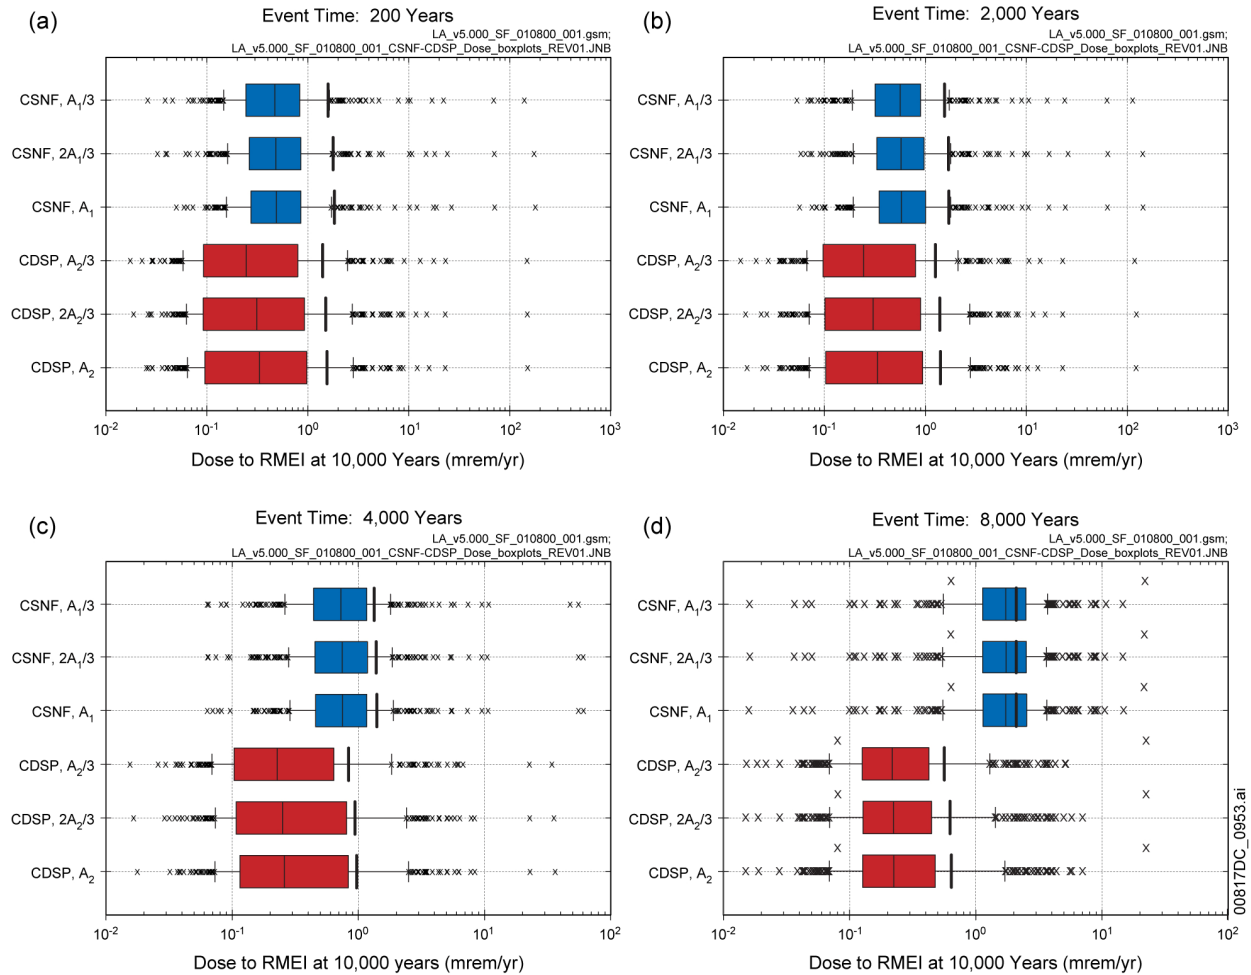 (a)
Event Time: 200 Years
LA_v5.000_SF_010800_001.gsm;
LA_v5.000_SF_010800_001_CSNF-CDSP_Dose_boxplots_REV01.JNB
CSNF, A1/3
CSNF, 2A1/3
CSNF, A1
CDSP, A2/3
CDSP, 2A2/3
CDSP, A2
10-2 10-1 100 101 102 103
Dose to RMEI at 10,000 Years (mrem/yr)
(b)
Event Time: 2,000 Years
LA_v5.000_SF_010800_001.gsm;
LA_v5.000_SF_010800_001_CSNF-CDSP_Dose_boxplots_REV01.JNB
CSNF, A1/3
CSNF, 2A1/3
CSNF, A1
CDSP, A2/3
CDSP, 2A2/3
CDSP, A2
10-2 10-1 100 101 102 103
Dose to RMEI at 10,000 Years (mrem/yr)
(c)
Event Time: 4,000 Years
LA_v5.000_SF_010800_001.gsm;
LA_v5.000_SF_010800_001_CSNF-CDSP_Dose_boxplots_REV01.JNB
CSNF, A1/3
CSNF, 2A1/3
CSNF, A1
CDSP, A2/3
CDSP, 2A2/3
CDSP, A2
10-2 10-1 100 101 102
Dose to RMEI at 10,000 years (mrem/yr)
(d)
Event Time: 8,000 Years
LA_v5.000_SF_010800_001.gsm;
LA_v5.000_SF_010800_001_CSNF-CDSP_Dose_boxplots_REV01.JNB
CSNF, A1/3
CSNF, 2A1/3
CSNF, A1
CDSP, A2/3
CDSP, 2A2/3
CDSP, A2
10-2 10-1 100 101 102
Dose to RMEI at 10,000 Years (mrem/yr)
00817DC_0953.ai